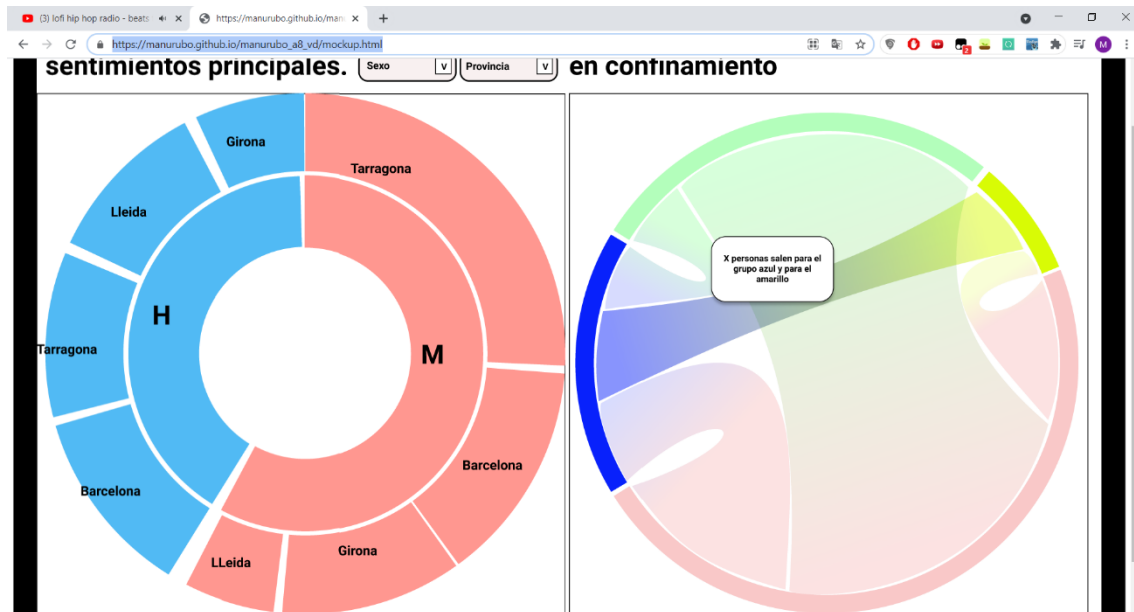 (3) lofi hip hop radio - beats
https://manurubo.github.io/man
https://manurubo.github.io/manurubo_a8_vd/mockup.html
2
M
sentimientos principales.
Sexo
v
Provincia
v
en confinamiento
Girona
Tarragona
Lleida
H
Tarragona
M
Barcelona
Barcelona
Girona
LLeida
X personas salen para el
grupo azul y para el
amarillo